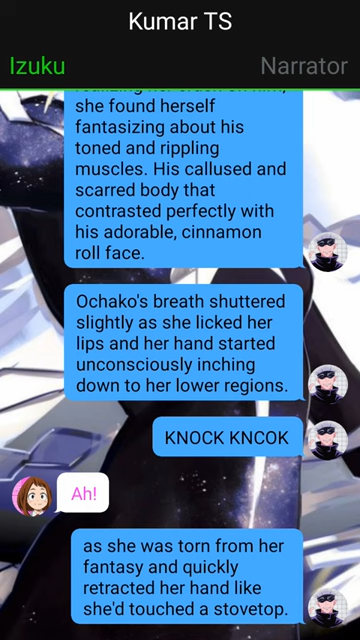 Kumar TS
Izuku
Narrator
she found herself
fantasizing about his
toned and rippling
muscles. His callused and
scarred body that
contrasted perfectly with
his adorable, cinnamon
roll face.
Ochako's breath shuttered
slightly as she licked her
lips and her hand started
unconsciously inching
down to her lower regions.
KNOCK KNCOK
Ah!
as she was torn from her
fantasy and quickly
retracted her hand like
she'd touched a stovetop.